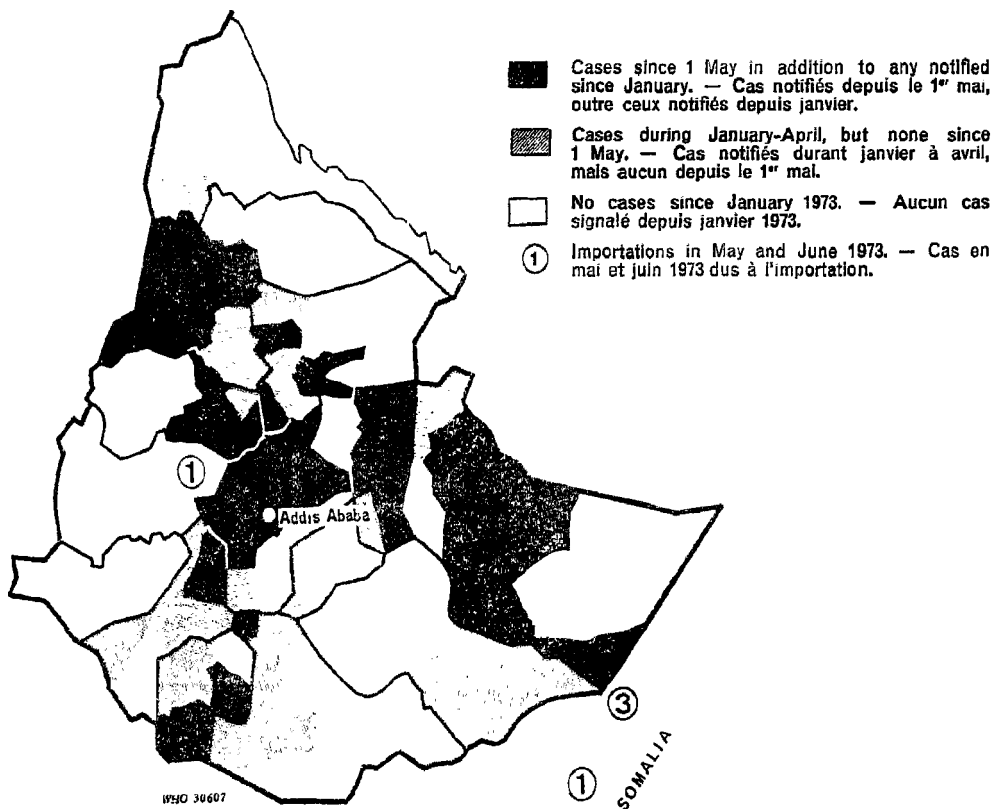 Cases since 1 May in addition to any notified
since January. — Cas notifiés depuis le 1er mai,
outre ceux notifiés depuis janvier.
Cases during January-April, but none since
1 May. — Cas notifiés durant janvier à avril,
mais aucun depuis le 1er mai.
No cases since January 1973. — Aucun cas
signalé depuis janvier 1973.
① Importations in May and June 1973. — Cas en
mai et juin 1973 dus à l'importation.
①
Addis Ababa
③
①
SOMALIA
WHO 30607